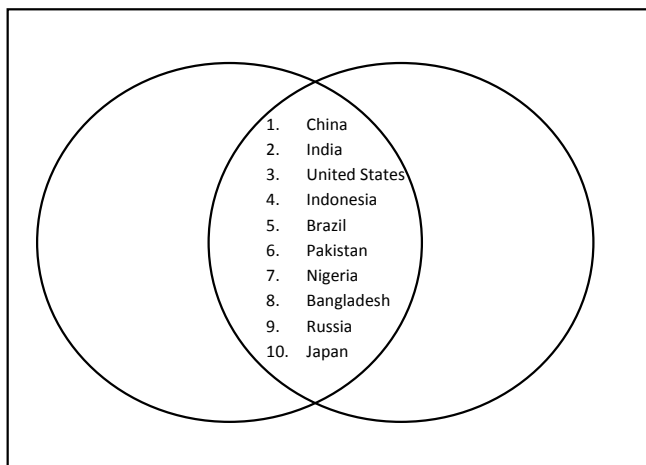 1. China
2. India
3. United States
4. Indonesia
5. Brazil
6. Pakistan
7. Nigeria
8. Bangladesh
9. Russia
10. Japan